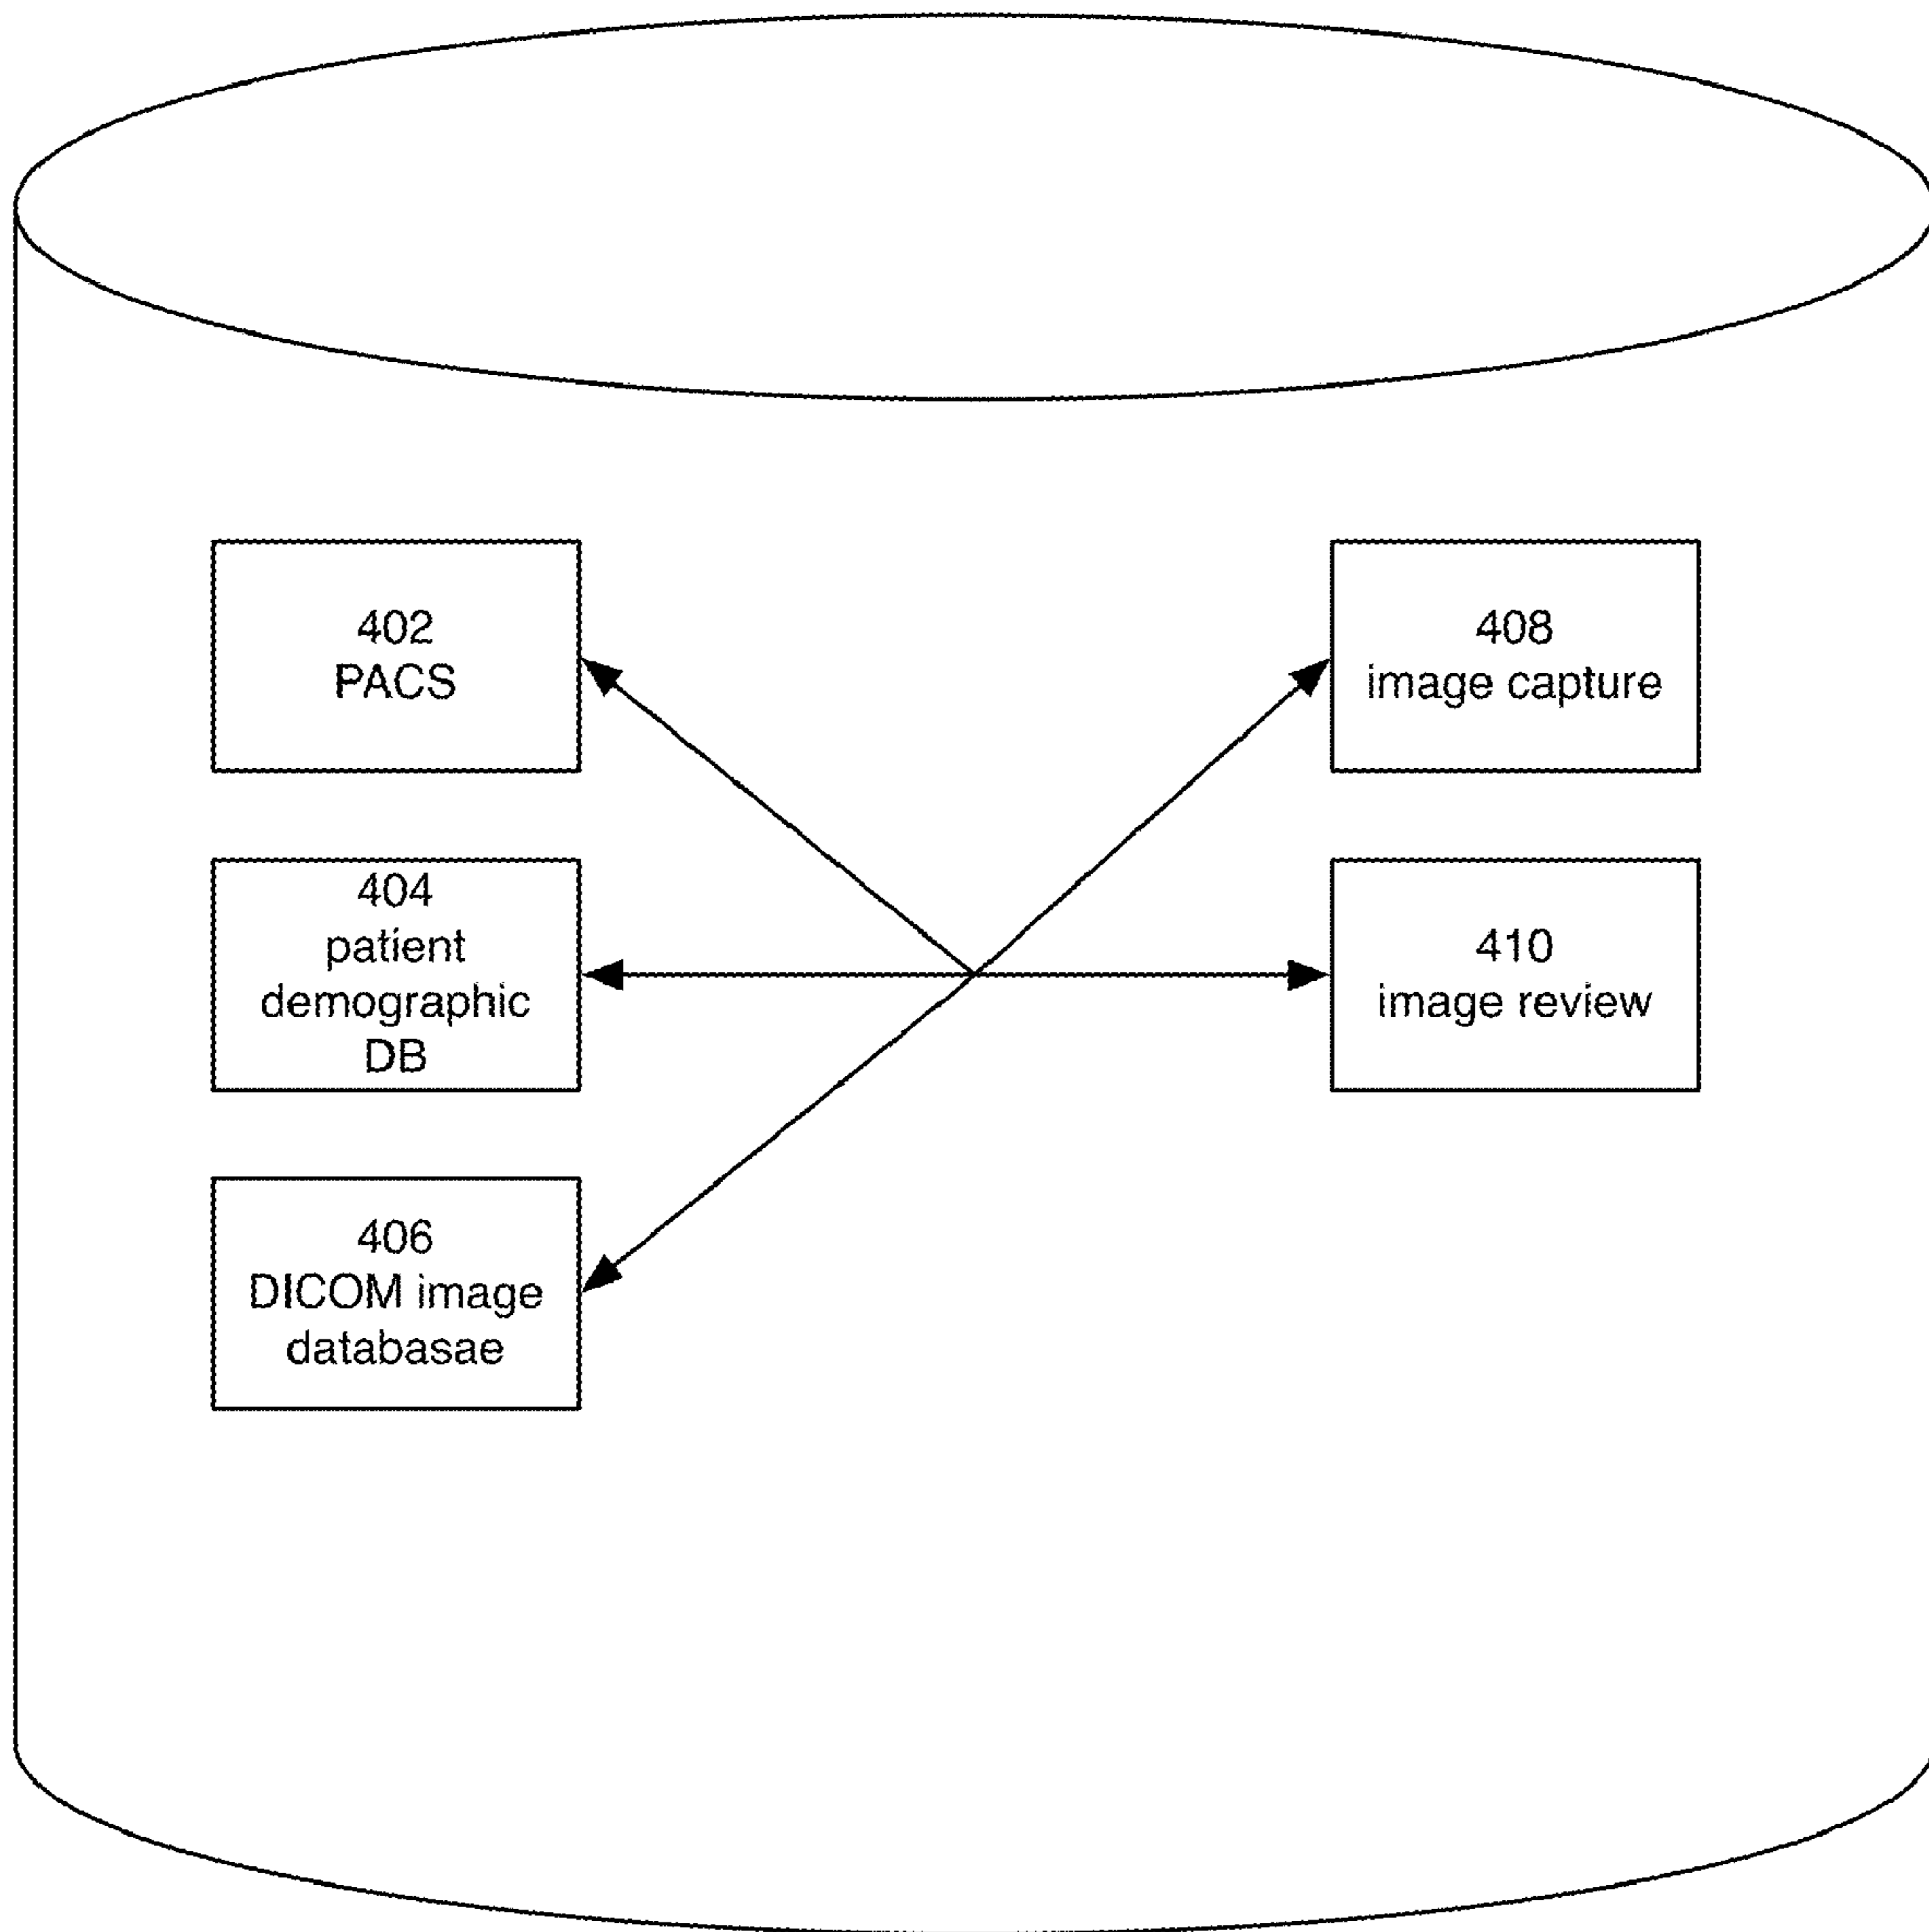 402
PACS
408
image capture
404
patient
demographic
DB
410
image review
406
DICOM image
databasae